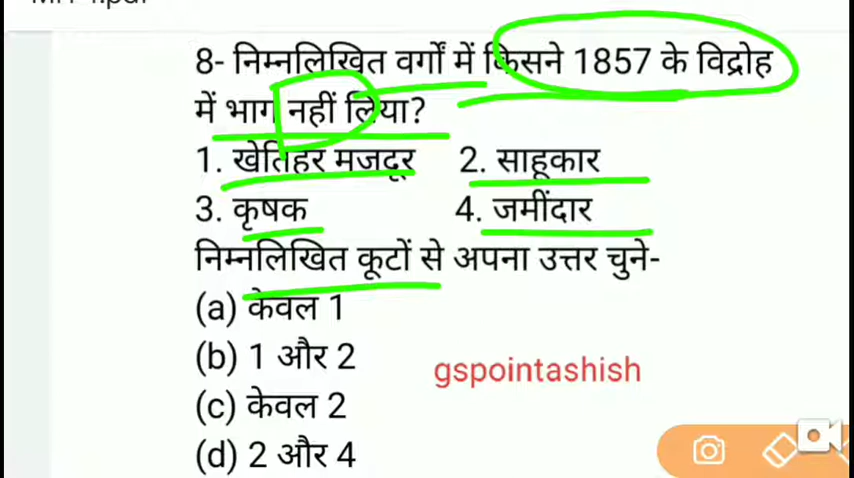 8- निम्नलिखित वर्गों में किसने 1857 के विद्रोह
में भाग नहीं लिया?
1. खेतिहर मजदूर 2. साहूकार
3. कृषक 4. जमींदार
निम्नलिखित कूटों से अपना उत्तर चुने-
(a) केवल 1
(b) 1 और 2
gspointashish
(c) केवल 2
(d) 2 और 4